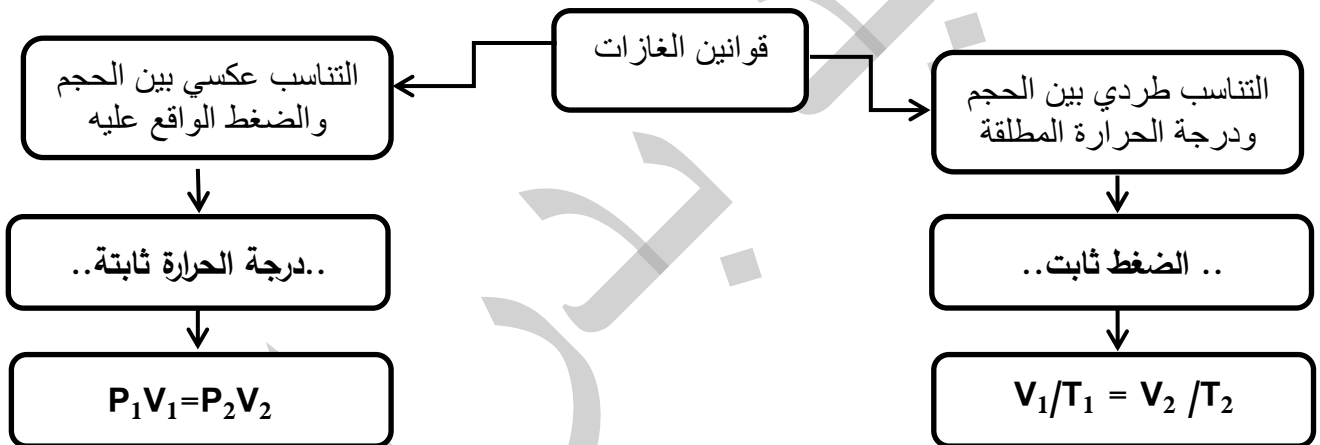 قوانين الغازات
التناسب طردي بين الحجم
ودرجة الحرارة المطلقة
.. الضغط ثابت..
V₁/T₁ = V₂ /T₂
التناسب عكسي بين الحجم
والضغط الواقع عليه
..درجة الحرارة ثابتة..
P₁V₁=P₂V₂